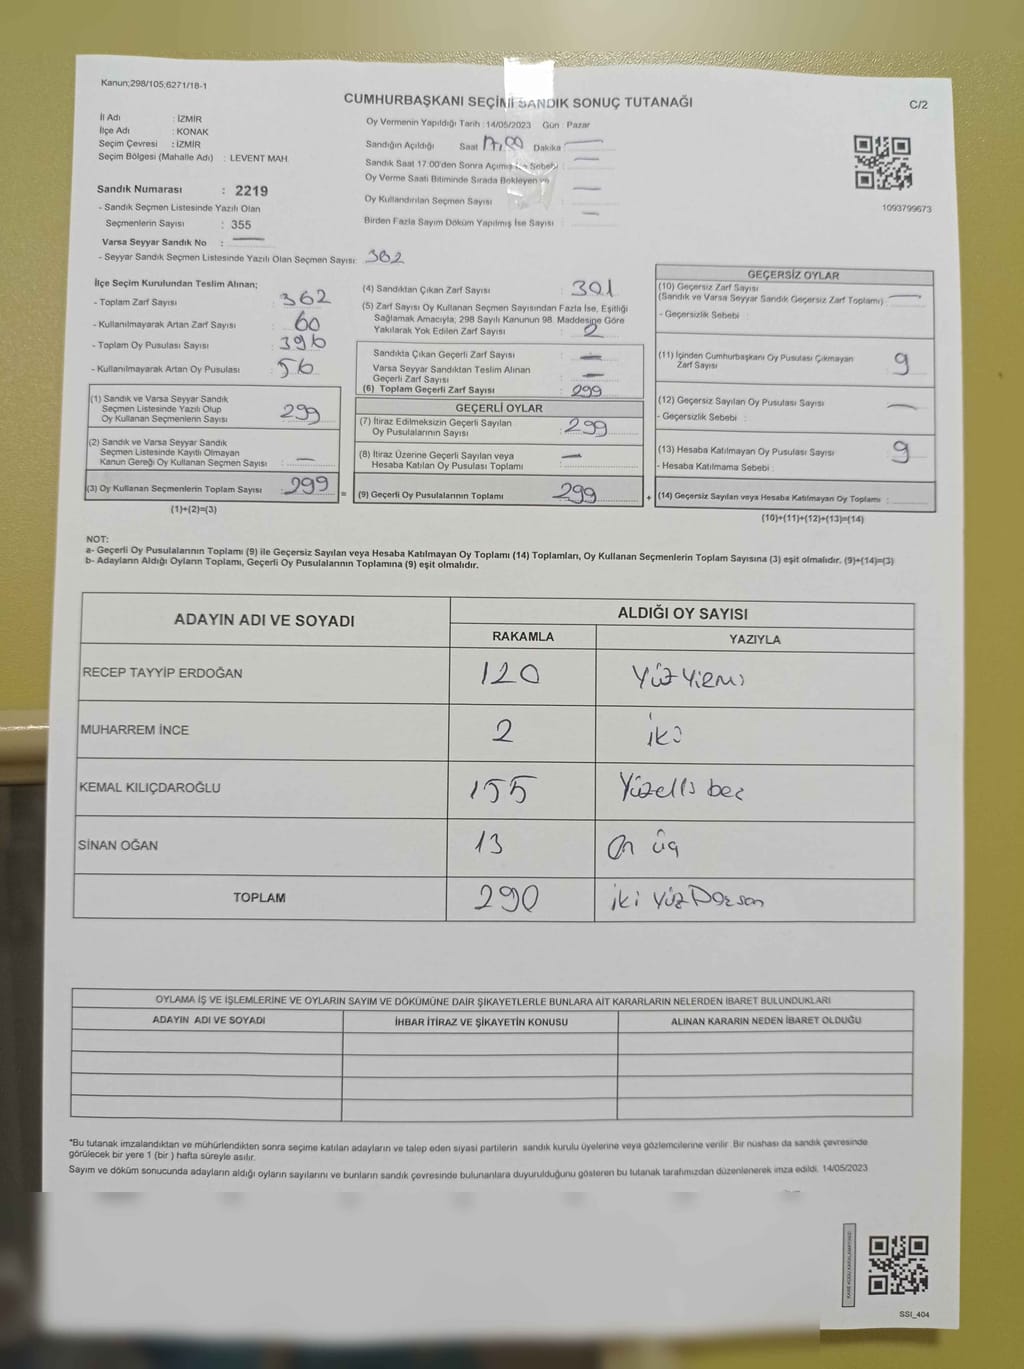 Kanun;298/105;6271/18-1
CUMHURBAŞKANI SEÇİMİ SANDIK SONUÇ TUTANAĞI
C/2
İl Adı : İZMİR
İlçe Adı : KONAK
Seçim Çevresi : İZMİR
Seçim Bölgesi (Mahalle Adı) : LEVENT MAH.
Sandık Numarası : 2219
- Sandık Seçmen Listesinde Yazılı Olan
Seçmenlerin Sayısı : 355
Varsa Seyyar Sandık No : —
- Seyyar Sandık Seçmen Listesinde Yazılı Olan Seçmen Sayısı: 362
Oy Vermenin Yapıldığı Tarih : 14/05/2023 Gün : Pazar
Sandığın Açıldığı Saat 17,00 Dakika : —
Sandık Saat 17:00'den Sonra Açılmış İse Sebebi : —
Oy Verme Saati Bitiminde Sırada Bekleyen ve
Oy Kullandırılan Seçmen Sayısı : —
Birden Fazla Sayım Döküm Yapılmış İse Sayısı : —
1093799673
İlçe Seçim Kurulundan Teslim Alınan;
- Toplam Zarf Sayısı : 362
- Kullanılmayarak Artan Zarf Sayısı : 60
- Toplam Oy Pusulası Sayısı : 396
- Kullanılmayarak Artan Oy Pusulası : 56
(1) Sandık ve Varsa Seyyar Sandık
Seçmen Listesinde Yazılı Olup
Oy Kullanan Seçmenlerin Sayısı : 299
(2) Sandık ve Varsa Seyyar Sandık
Seçmen Listesinde Kayıtlı Olmayan
Kanun Gereği Oy Kullanan Seçmen Sayısı : —
(3) Oy Kullanan Seçmenlerin Toplam Sayısı : 299
(1)+(2)=(3)
=
(4) Sandıktan Çıkan Zarf Sayısı : 301
(5) Zarf Sayısı Oy Kullanan Seçmen Sayısından Fazla İse, Eşitliği
Sağlamak Amacıyla, 298 Sayılı Kanunun 98. Maddesine Göre
Yakılarak Yok Edilen Zarf Sayısı : 2
Sandıkta Çıkan Geçerli Zarf Sayısı : —
Varsa Seyyar Sandıktan Teslim Alınan
Geçerli Zarf Sayısı : —
(6) Toplam Geçerli Zarf Sayısı : 299
GEÇERLİ OYLAR
(7) İtiraz Edilmeksizin Geçerli Sayılan
Oy Pusulalarının Sayısı : 299
(8) İtiraz Üzerine Geçerli Sayılan veya
Hesaba Katılan Oy Pusulası Toplamı : —
(9) Geçerli Oy Pusulalarının Toplamı : 299
+
GEÇERSİZ OYLAR
(10) Geçersiz Zarf Sayısı
(Sandık ve Varsa Seyyar Sandık Geçersiz Zarf Toplamı) : —
- Geçersizlik Sebebi :
(11) İçinden Cumhurbaşkanı Oy Pusulası Çıkmayan
Zarf Sayısı : 9
(12) Geçersiz Sayılan Oy Pusulası Sayısı : —
- Geçersizlik Sebebi :
(13) Hesaba Katılmayan Oy Pusulası Sayısı : 9
- Hesaba Katılmama Sebebi :
(14) Geçersiz Sayılan veya Hesaba Katılmayan Oy Toplamı :
(10)+(11)+(12)+(13)=(14)
NOT:
a- Geçerli Oy Pusulalarının Toplamı (9) ile Geçersiz Sayılan veya Hesaba Katılmayan Oy Toplamı (14) Toplamları, Oy Kullanan Seçmenlerin Toplam Sayısına (3) eşit olmalıdır. (9)+(14)=(3)
b- Adayların Aldığı Oyların Toplamı, Geçerli Oy Pusulalarının Toplamına (9) eşit olmalıdır.
ADAYIN ADI VE SOYADI
ALDIĞI OY SAYISI
RAKAMLA YAZIYLA
RECEP TAYYİP ERDOĞAN 120 Yüz Yirmi
MUHARREM İNCE 2 iki
KEMAL KILIÇDAROĞLU 155 Yüzelli beş
SİNAN OĞAN 13 On üç
TOPLAM 290 iki Yüz Doksan
OYLAMA İŞ VE İŞLEMLERİNE VE OYLARIN SAYIM VE DÖKÜMÜNE DAİR ŞİKAYETLERLE BUNLARA AİT KARARLARIN NELERDEN İBARET BULUNDUKLARI
ADAYIN ADI VE SOYADI İHBAR İTİRAZ VE ŞİKAYETİN KONUSU ALINAN KARARIN NEDEN İBARET OLDUĞU
*Bu tutanak imzalandıktan ve mühürlendikten sonra seçime katılan adayların ve talep eden siyasi partilerin sandık kurulu üyelerine veya gözlemcilerine verilir. Bir nüshası da sandık çevresinde
görülecek bir yere 1 (bir ) hafta süreyle asılır.
Sayım ve döküm sonucunda adayların aldığı oyların sayılarını ve bunların sandık çevresinde bulunanlara duyurulduğunu gösteren bu tutanak tarafımızdan düzenlenerek imza edildi. 14/05/2023
SSI_404